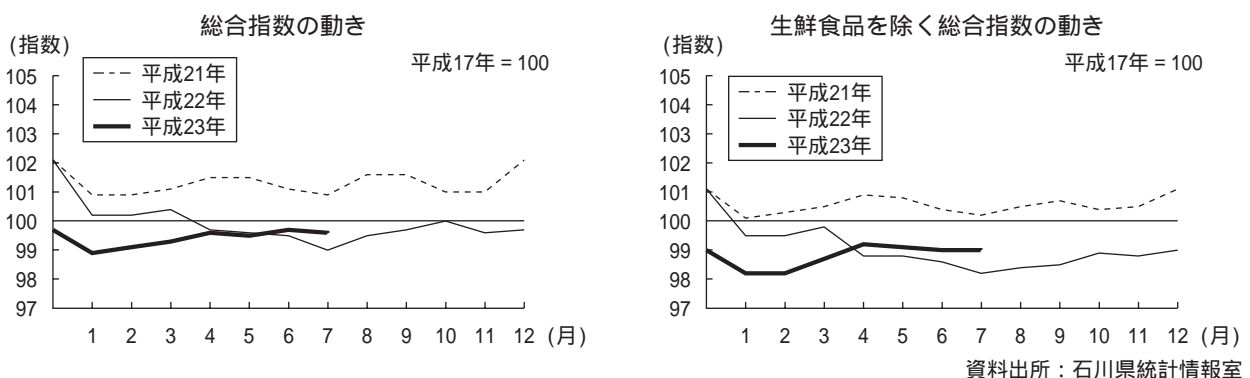 総合指数の動き
(指数)
平成17年 = 100
平成21年
平成22年
平成23年
105
104
103
102
101
100
99
98
97
1 2 3 4 5 6 7 8 9 10 11 12 (月)
生鮮食品を除く総合指数の動き
(指数)
平成17年 = 100
平成21年
平成22年
平成23年
105
104
103
102
101
100
99
98
97
1 2 3 4 5 6 7 8 9 10 11 12 (月)
資料出所:石川県統計情報室